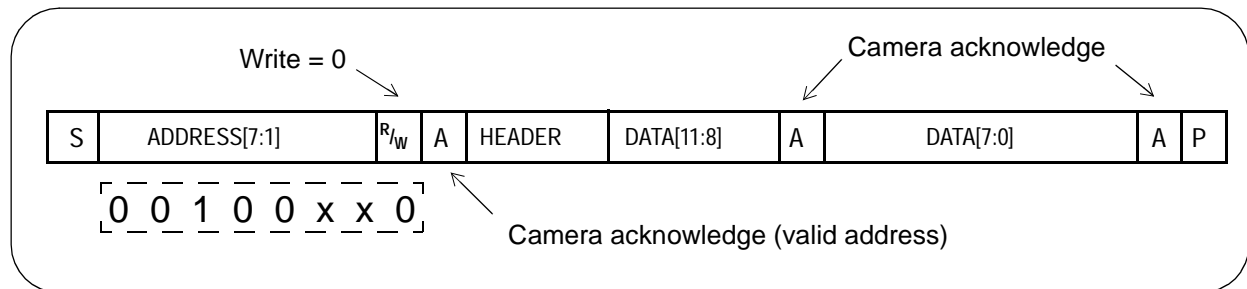 Write = 0
Camera acknowledge
S ADDRESS[7:1] R/W A HEADER DATA[11:8] A DATA[7:0] A P
0 0 1 0 0 x x 0
Camera acknowledge (valid address)